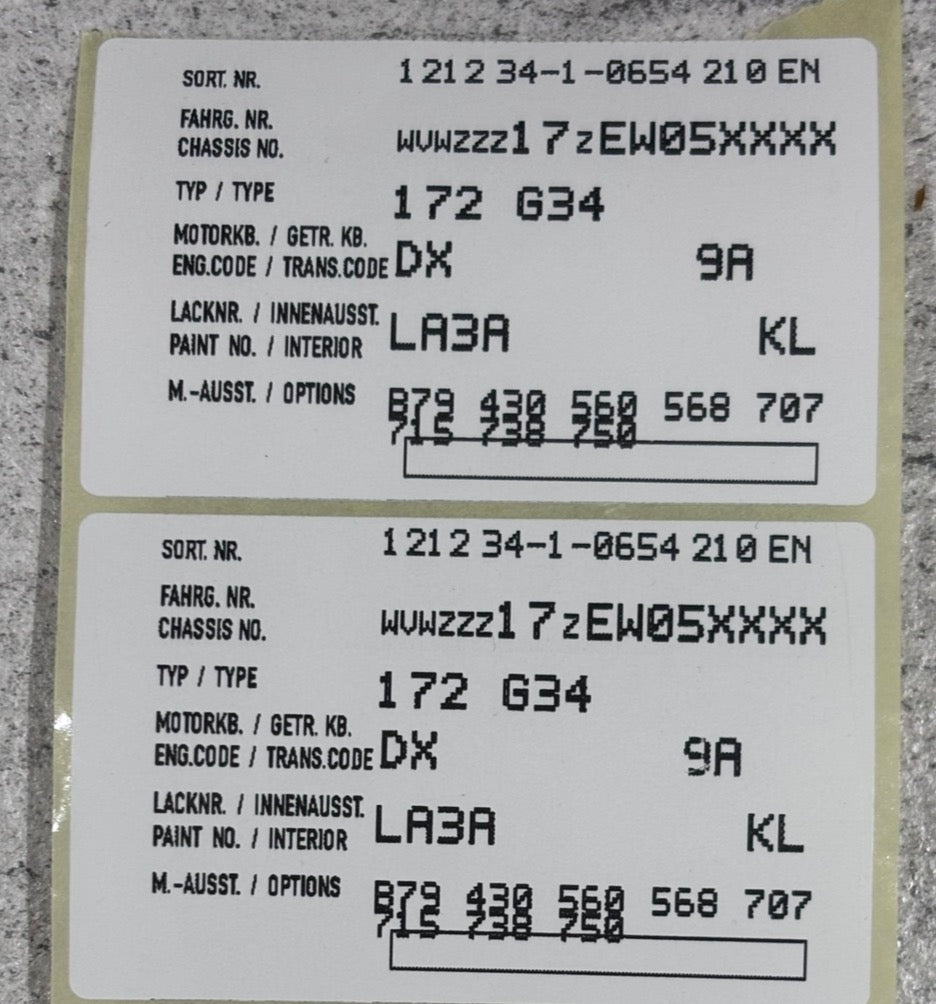 SORT. NR. 1 21 2 34-1-0654 21 0 EN
FAHRG. NR.
CHASSIS NO. WVWZZZ17ZEW05XXXX
TYP / TYPE 172 G34
MOTORKB. / GETR. KB.
ENG.CODE / TRANS.CODE DX 9A
LACKNR. / INNENAUSST.
PAINT NO. / INTERIOR LA3A KL
M.-AUSST. / OPTIONS B79 430 560 568 707
715 738 750
SORT. NR. 1 21 2 34-1-0654 21 0 EN
FAHRG. NR.
CHASSIS NO. WVWZZZ17ZEW05XXXX
TYP / TYPE 172 G34
MOTORKB. / GETR. KB.
ENG.CODE / TRANS.CODE DX 9A
LACKNR. / INNENAUSST.
PAINT NO. / INTERIOR LA3A KL
M.-AUSST. / OPTIONS B79 430 560 568 707
715 738 750